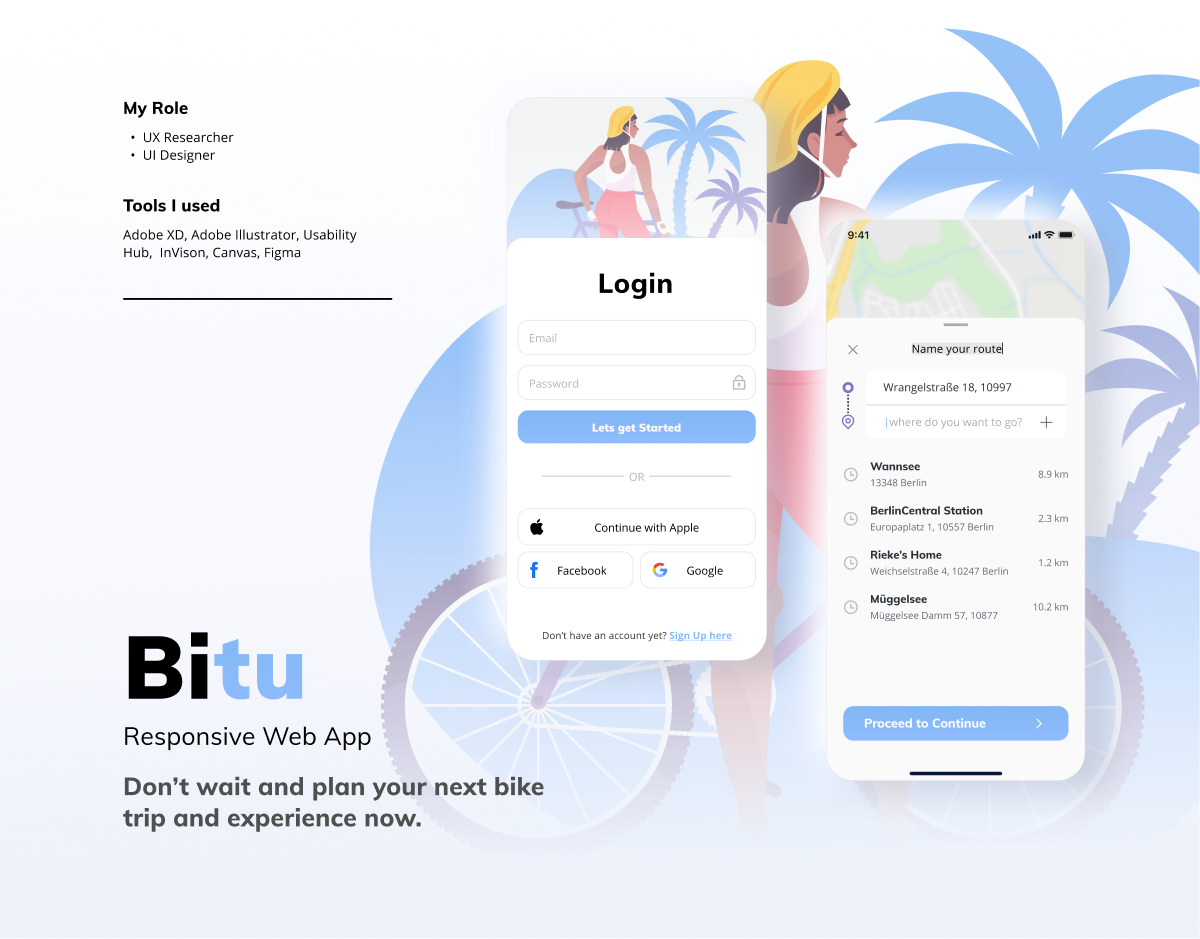 My Role
• UX Researcher
• UI Designer
Tools I used
Adobe XD, Adobe Illustrator, Usability
Hub, InVison, Canvas, Figma
Bitu
Responsive Web App
Don't wait and plan your next bike
trip and experience now.
Login
Email
Password
Lets get Started
OR
Continue with Apple
Facebook
Google
Don't have an account yet? Sign Up here
9:41
Name your route
Wrangelstraße 18, 10997
where do you want to go?
Wannsee
13348 Berlin
8.9 km
BerlinCentral Station
Europaplatz 1, 10557 Berlin
2.3 km
Rieke's Home
Weichselstraße 4, 10247 Berlin
1.2 km
Müggelsee
Müggelsee Damm 57, 10877
10.2 km
Proceed to Continue